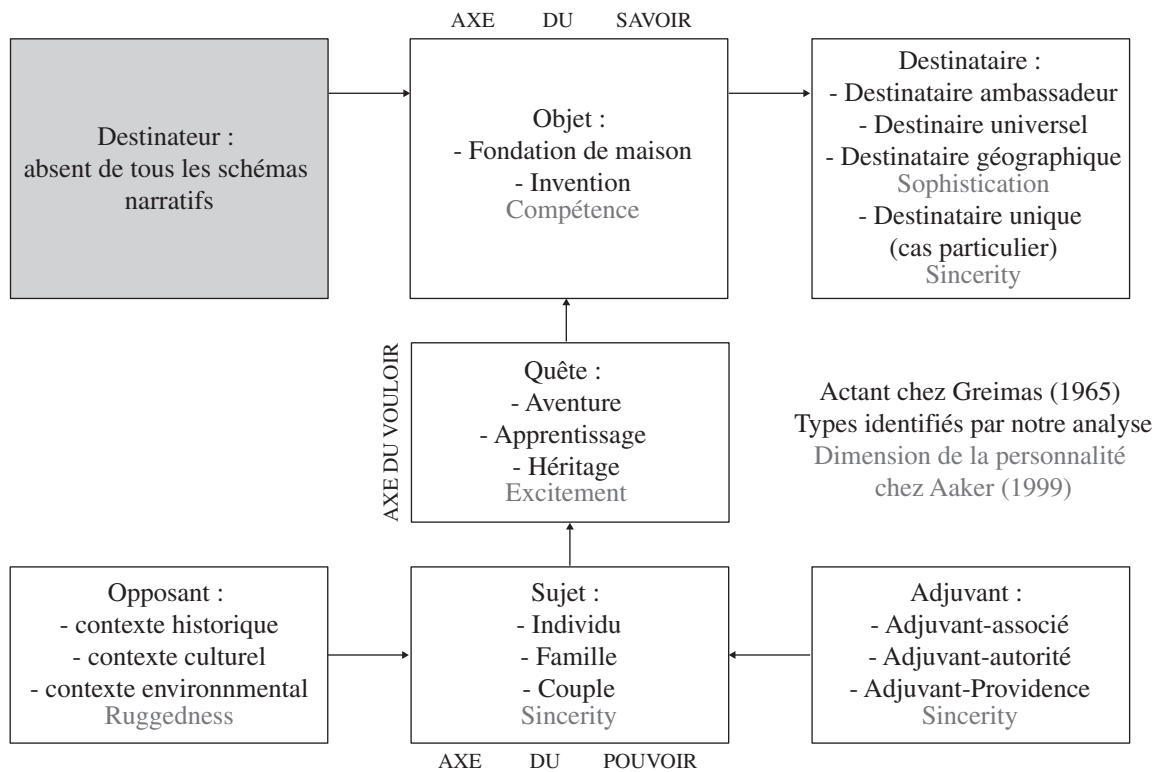 AXE DU SAVOIR
Destinateur :
absent de tous les schémas
narratifs
Objet :
- Fondation de maison
- Invention
Compétence
Destinataire :
- Destinataire ambassadeur
- Destinaire universel
- Destinataire géographique
Sophistication
- Destinataire unique
(cas particulier)
Sincerity
AXE DU VOULOIR
Quête :
- Aventure
- Apprentissage
- Héritage
Excitement
Actant chez Greimas (1965)
Types identifiés par notre analyse
Dimension de la personnalité
chez Aaker (1999)
Opposant :
- contexte historique
- contexte culturel
- contexte environnmental
Ruggedness
Sujet :
- Individu
- Famille
- Couple
Sincerity
Adjuvant :
- Adjuvant-associé
- Adjuvant-autorité
- Adjuvant-Providence
Sincerity
AXE DU POUVOIR